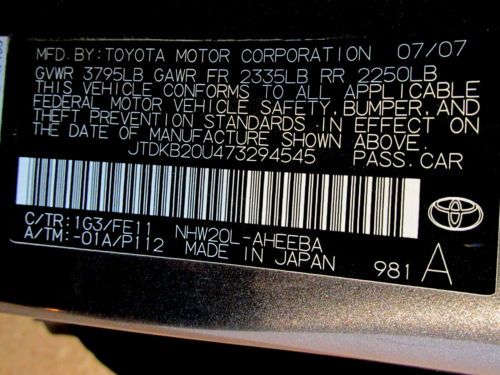 MFD.BY:TOYOTA MOTOR CORPORATION 07/07
GVWR 3795LB GAWR FR 2335LB RR 2250LB
THIS VEHICLE CONFORMS TO ALL APPLICABLE
FEDERAL MOTOR VEHICLE SAFETY, BUMPER, AND
THEFT PREVENTION STANDARDS IN EFFECT ON
THE DATE OF MANUFACTURE SHOWN ABOVE.
JTDKB20U473294545 PASS.CAR
C/TR:1G3/FE11 NHW20L-AHEEBA
A/TM:-01A/P112 MADE IN JAPAN
981 A
TOYOTA